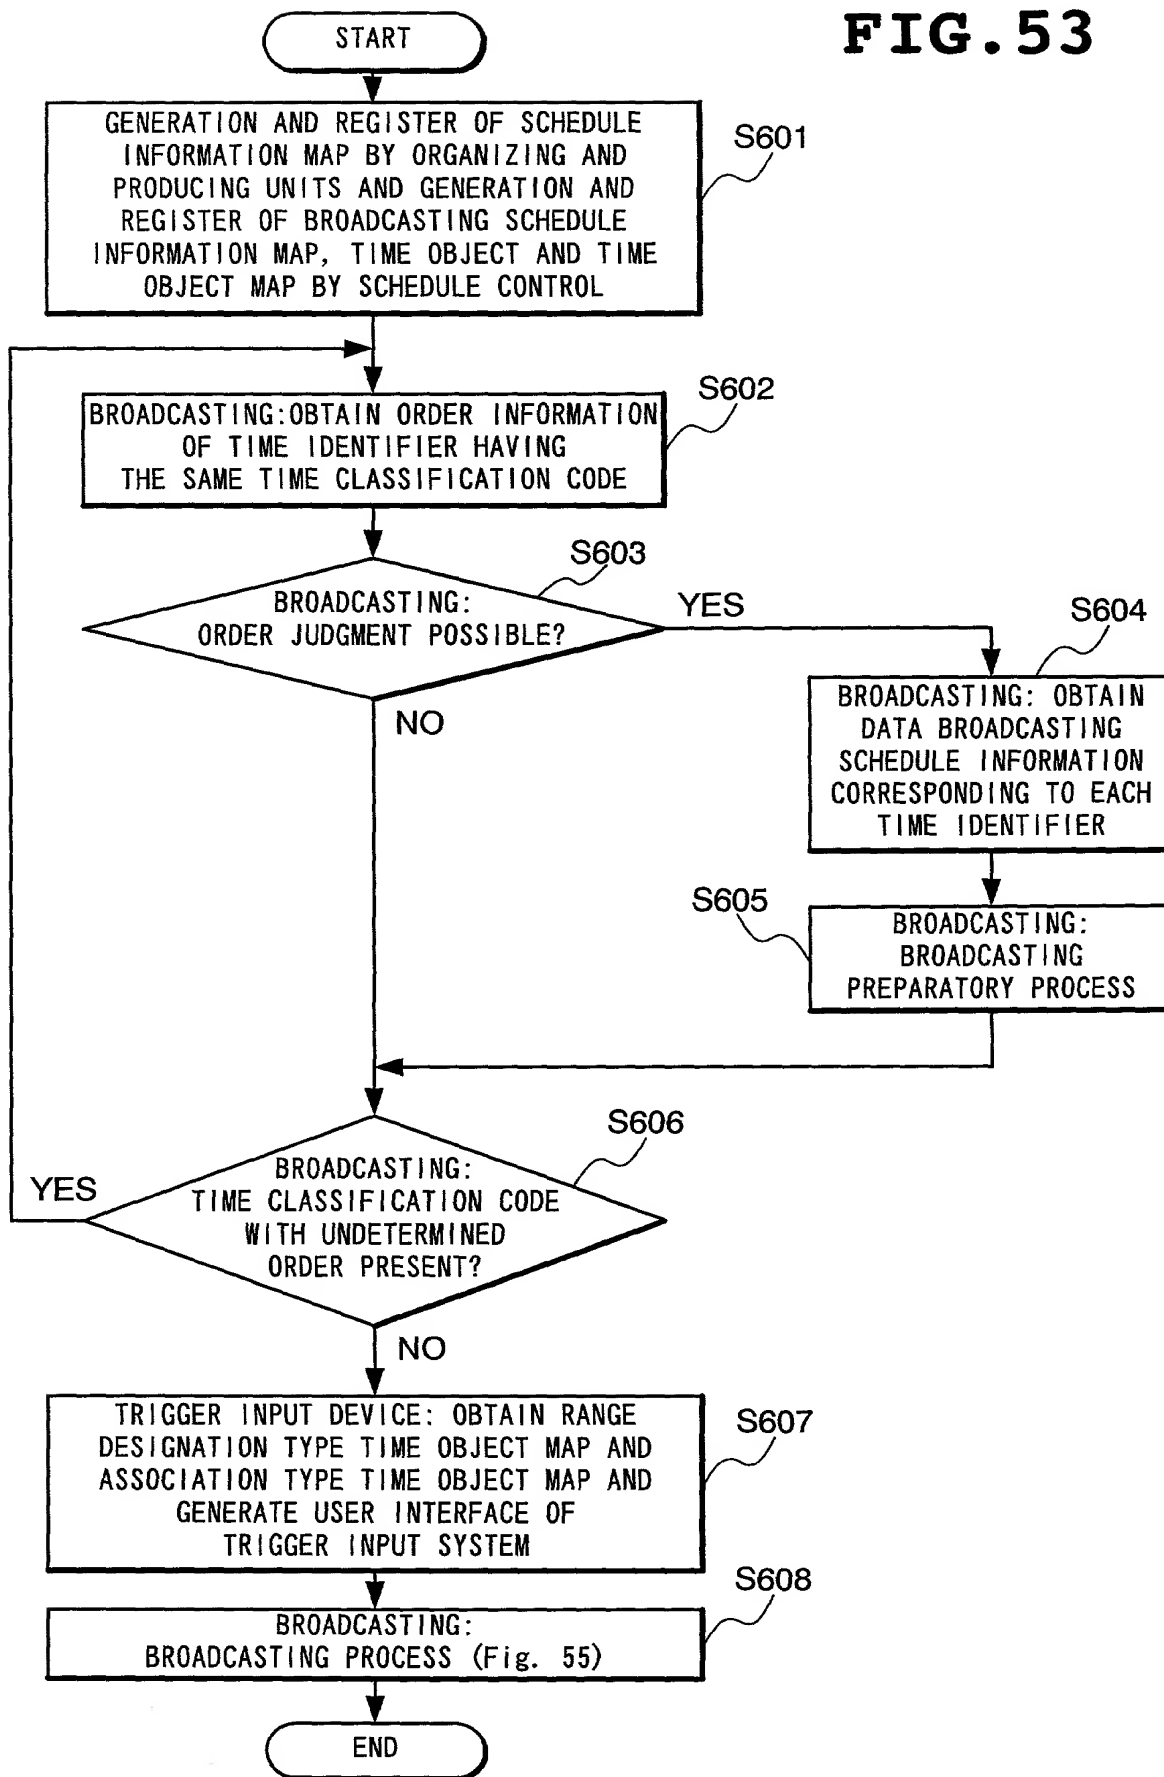 FIG.53
START
GENERATION AND REGISTER OF SCHEDULE
INFORMATION MAP BY ORGANIZING AND
PRODUCING UNITS AND GENERATION AND
REGISTER OF BROADCASTING SCHEDULE
INFORMATION MAP, TIME OBJECT AND TIME
OBJECT MAP BY SCHEDULE CONTROL
S601
BROADCASTING:OBTAIN ORDER INFORMATION
OF TIME IDENTIFIER HAVING
THE SAME TIME CLASSIFICATION CODE
S602
BROADCASTING:
ORDER JUDGMENT POSSIBLE?
S603
YES
NO
S604
BROADCASTING: OBTAIN
DATA BROADCASTING
SCHEDULE INFORMATION
CORRESPONDING TO EACH
TIME IDENTIFIER
S605
BROADCASTING:
BROADCASTING
PREPARATORY PROCESS
S606
BROADCASTING:
TIME CLASSIFICATION CODE
WITH UNDETERMINED
ORDER PRESENT?
YES
NO
TRIGGER INPUT DEVICE: OBTAIN RANGE
DESIGNATION TYPE TIME OBJECT MAP AND
ASSOCIATION TYPE TIME OBJECT MAP AND
GENERATE USER INTERFACE OF
TRIGGER INPUT SYSTEM
S607
BROADCASTING:
BROADCASTING PROCESS (Fig. 55)
S608
END